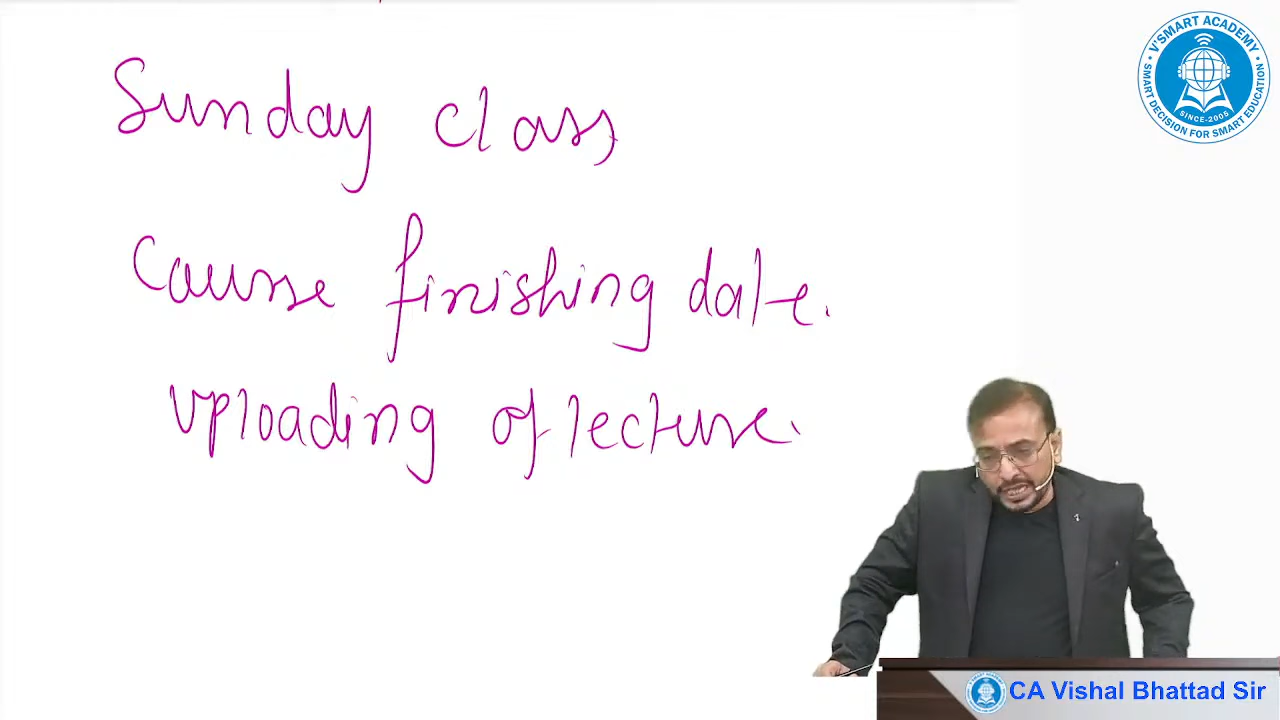 Sunday class
Course finishing date.
uploading of lecture.
V'SMART ACADEMY
SMART DECISION FOR SMART EDUCATION
SINCE-2005
CA Vishal Bhattad Sir